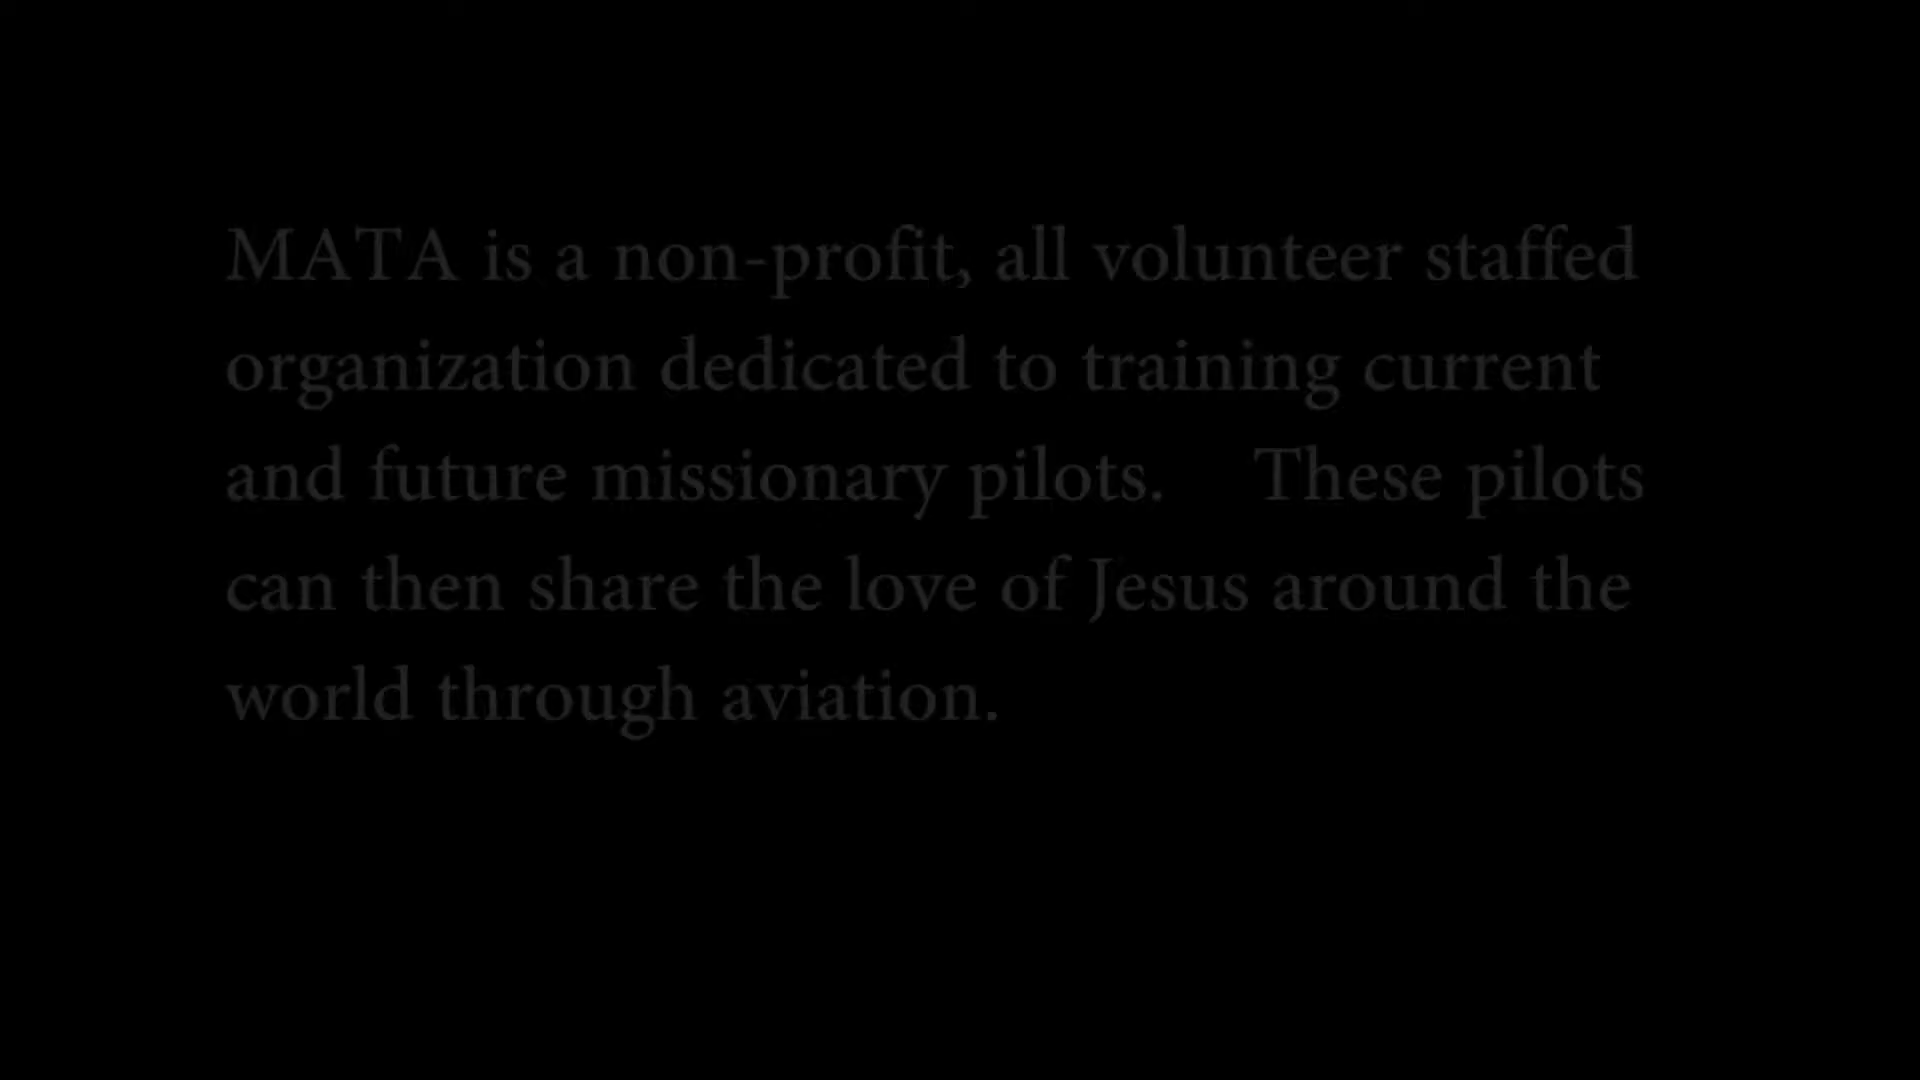 MATA is a non-profit, all volunteer staffed
organization dedicated to training current
and future missionary pilots. These pilots
can then share the love of Jesus around the
world through aviation.